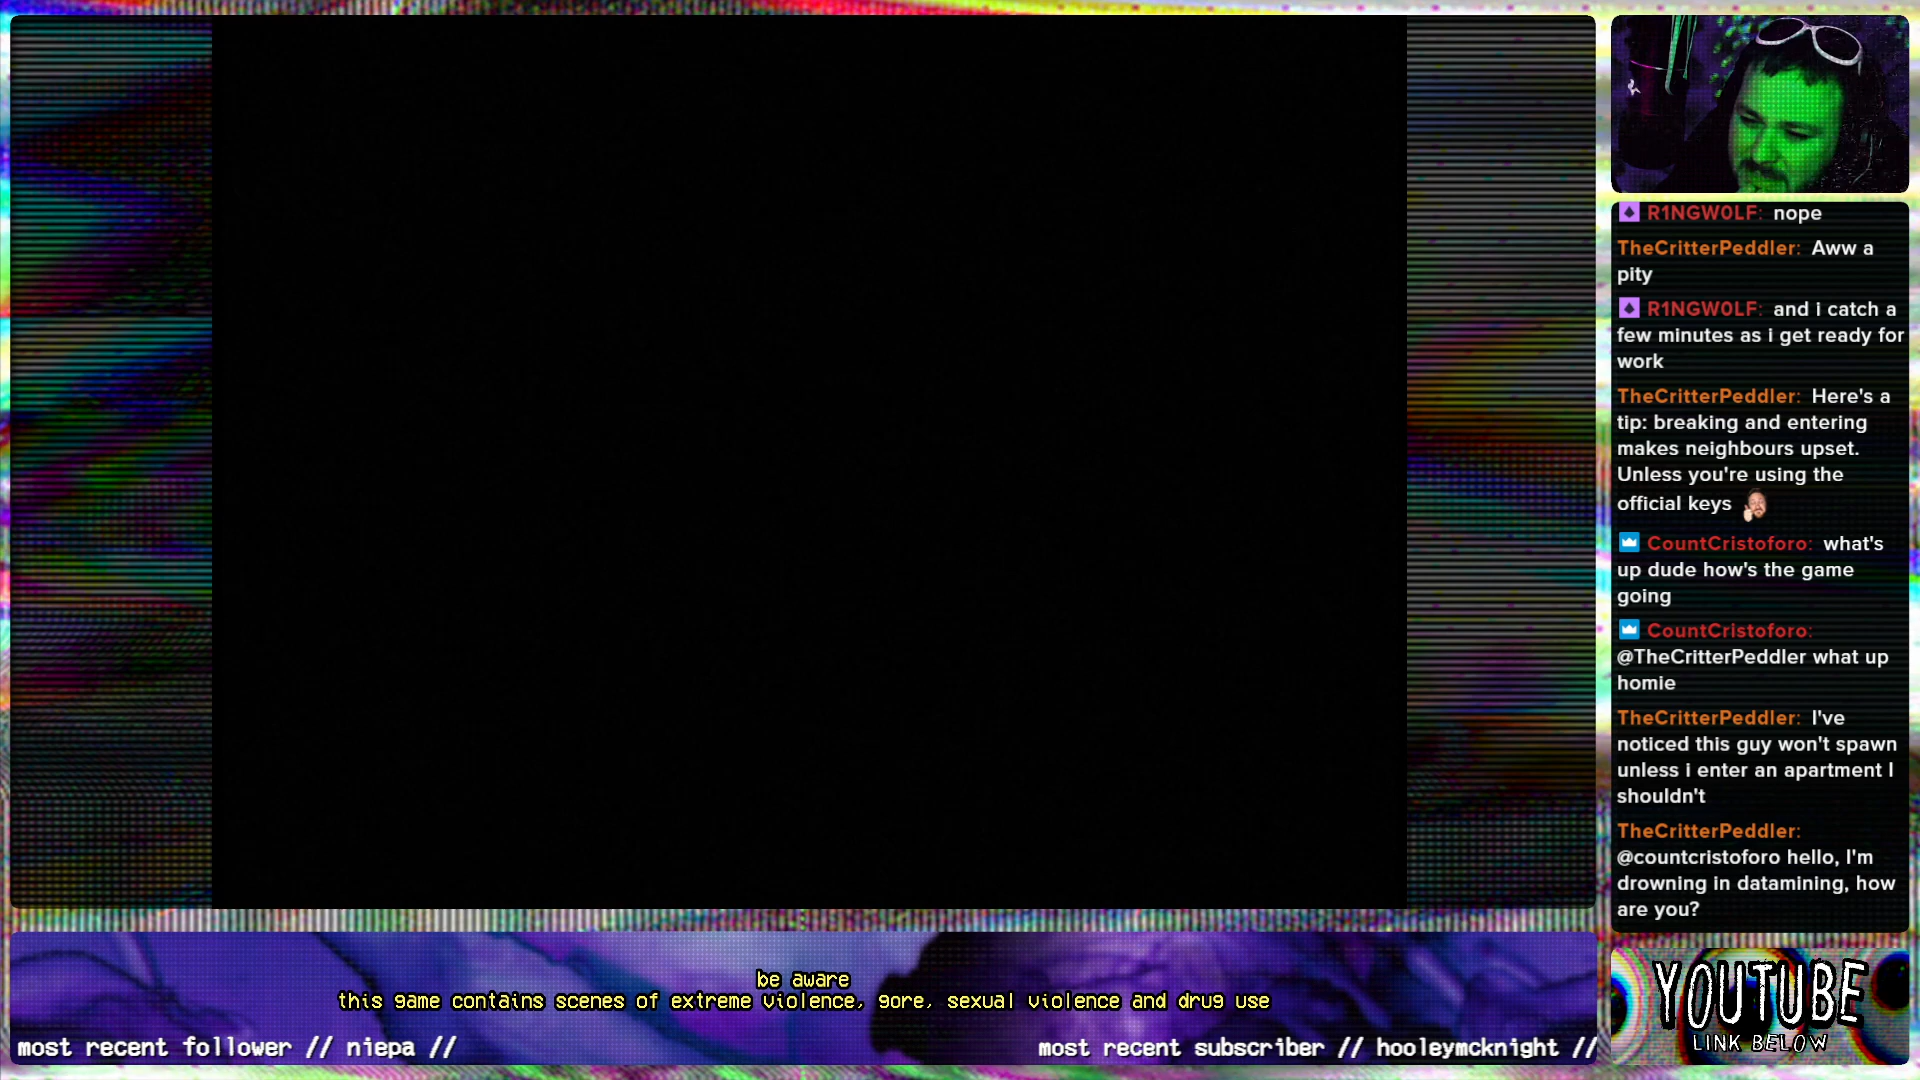 R1NGW0LF: nope
TheCritterPeddler: Aww a
pity
R1NGW0LF: and i catch a
few minutes as i get ready for
work
TheCritterPeddler: Here's a
tip: breaking and entering
makes neighbours upset.
Unless you're using the
official keys
CountCristoforo: what's
up dude how's the game
going
CountCristoforo:
@TheCritterPeddler what up
homie
TheCritterPeddler: I've
noticed this guy won't spawn
unless i enter an apartment I
shouldn't
TheCritterPeddler:
@countcristoforo hello, I'm
drowning in datamining, how
are you?
be aware
this game contains scenes of extreme violence, gore, sexual violence and drug use
most recent follower // niepa //
most recent subscriber // hooleymcknight //
YOUTUBE
LINK BELOW